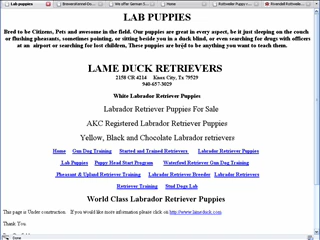 Lab puppies
LAB PUPPIES
Bred to be Citizens, Pets and awesome in the field. Our puppies are great in every aspect, be it just sleeping on the couch
or flushing pheasants, sometimes pointing, or sitting beside you in a duck blind, or even searching for drugs with officers
at an airport or searching for lost children, These puppies are bred to be anything you want to teach them.
LAME DUCK RETRIEVERS
2158 CR 4214 Knox City, Tx 79529
940-657-3029
White Labrador Retriever Puppies
Labrador Retriever Puppies For Sale
AKC Registered Labrador Retriever Puppies
Yellow, Black and Chocolate Labrador retrievers
Home Gun Dog Training Started and Trained Retrievers LABRADOR RETRIEVER PUPPIES
Lab Puppies Puppy Head Start Program Waterfowl Retriever Gun Dog Training
Pheasant & Upland Retriever Training Labrador Retriever Breeder Labrador Retrievers
Retriever Training Stud Dogs Lab
World Class Labrador Retriever Puppies
This page is Under construction. If you would like more information please click on http://www.lameduck.com
Thank You
Done